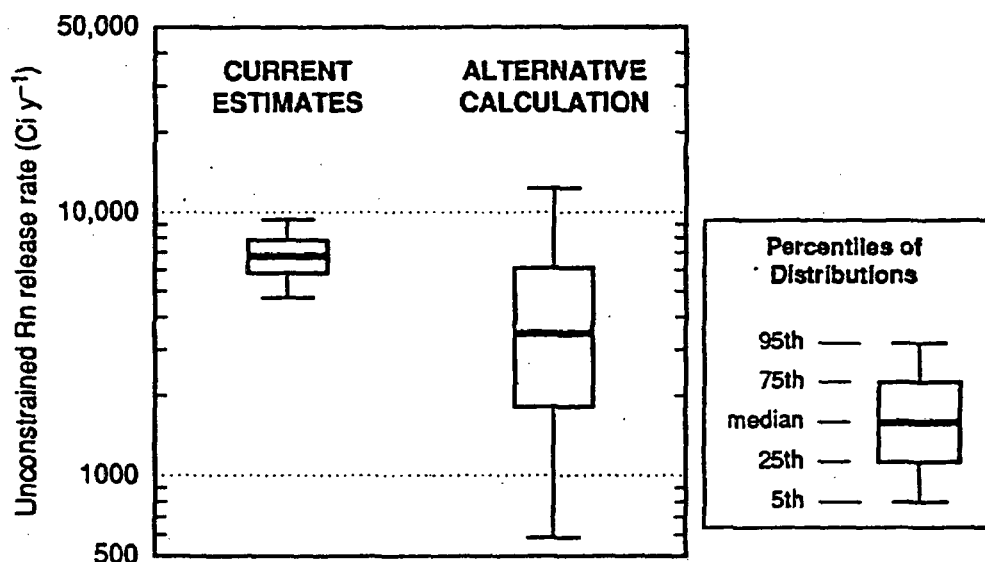 50,000
10,000
1000
500
Unconstrained Rn release rate (Ci y⁻¹)
CURRENT
ESTIMATES
ALTERNATIVE
CALCULATION
Percentiles of
Distributions
95th
75th
median
25th
5th